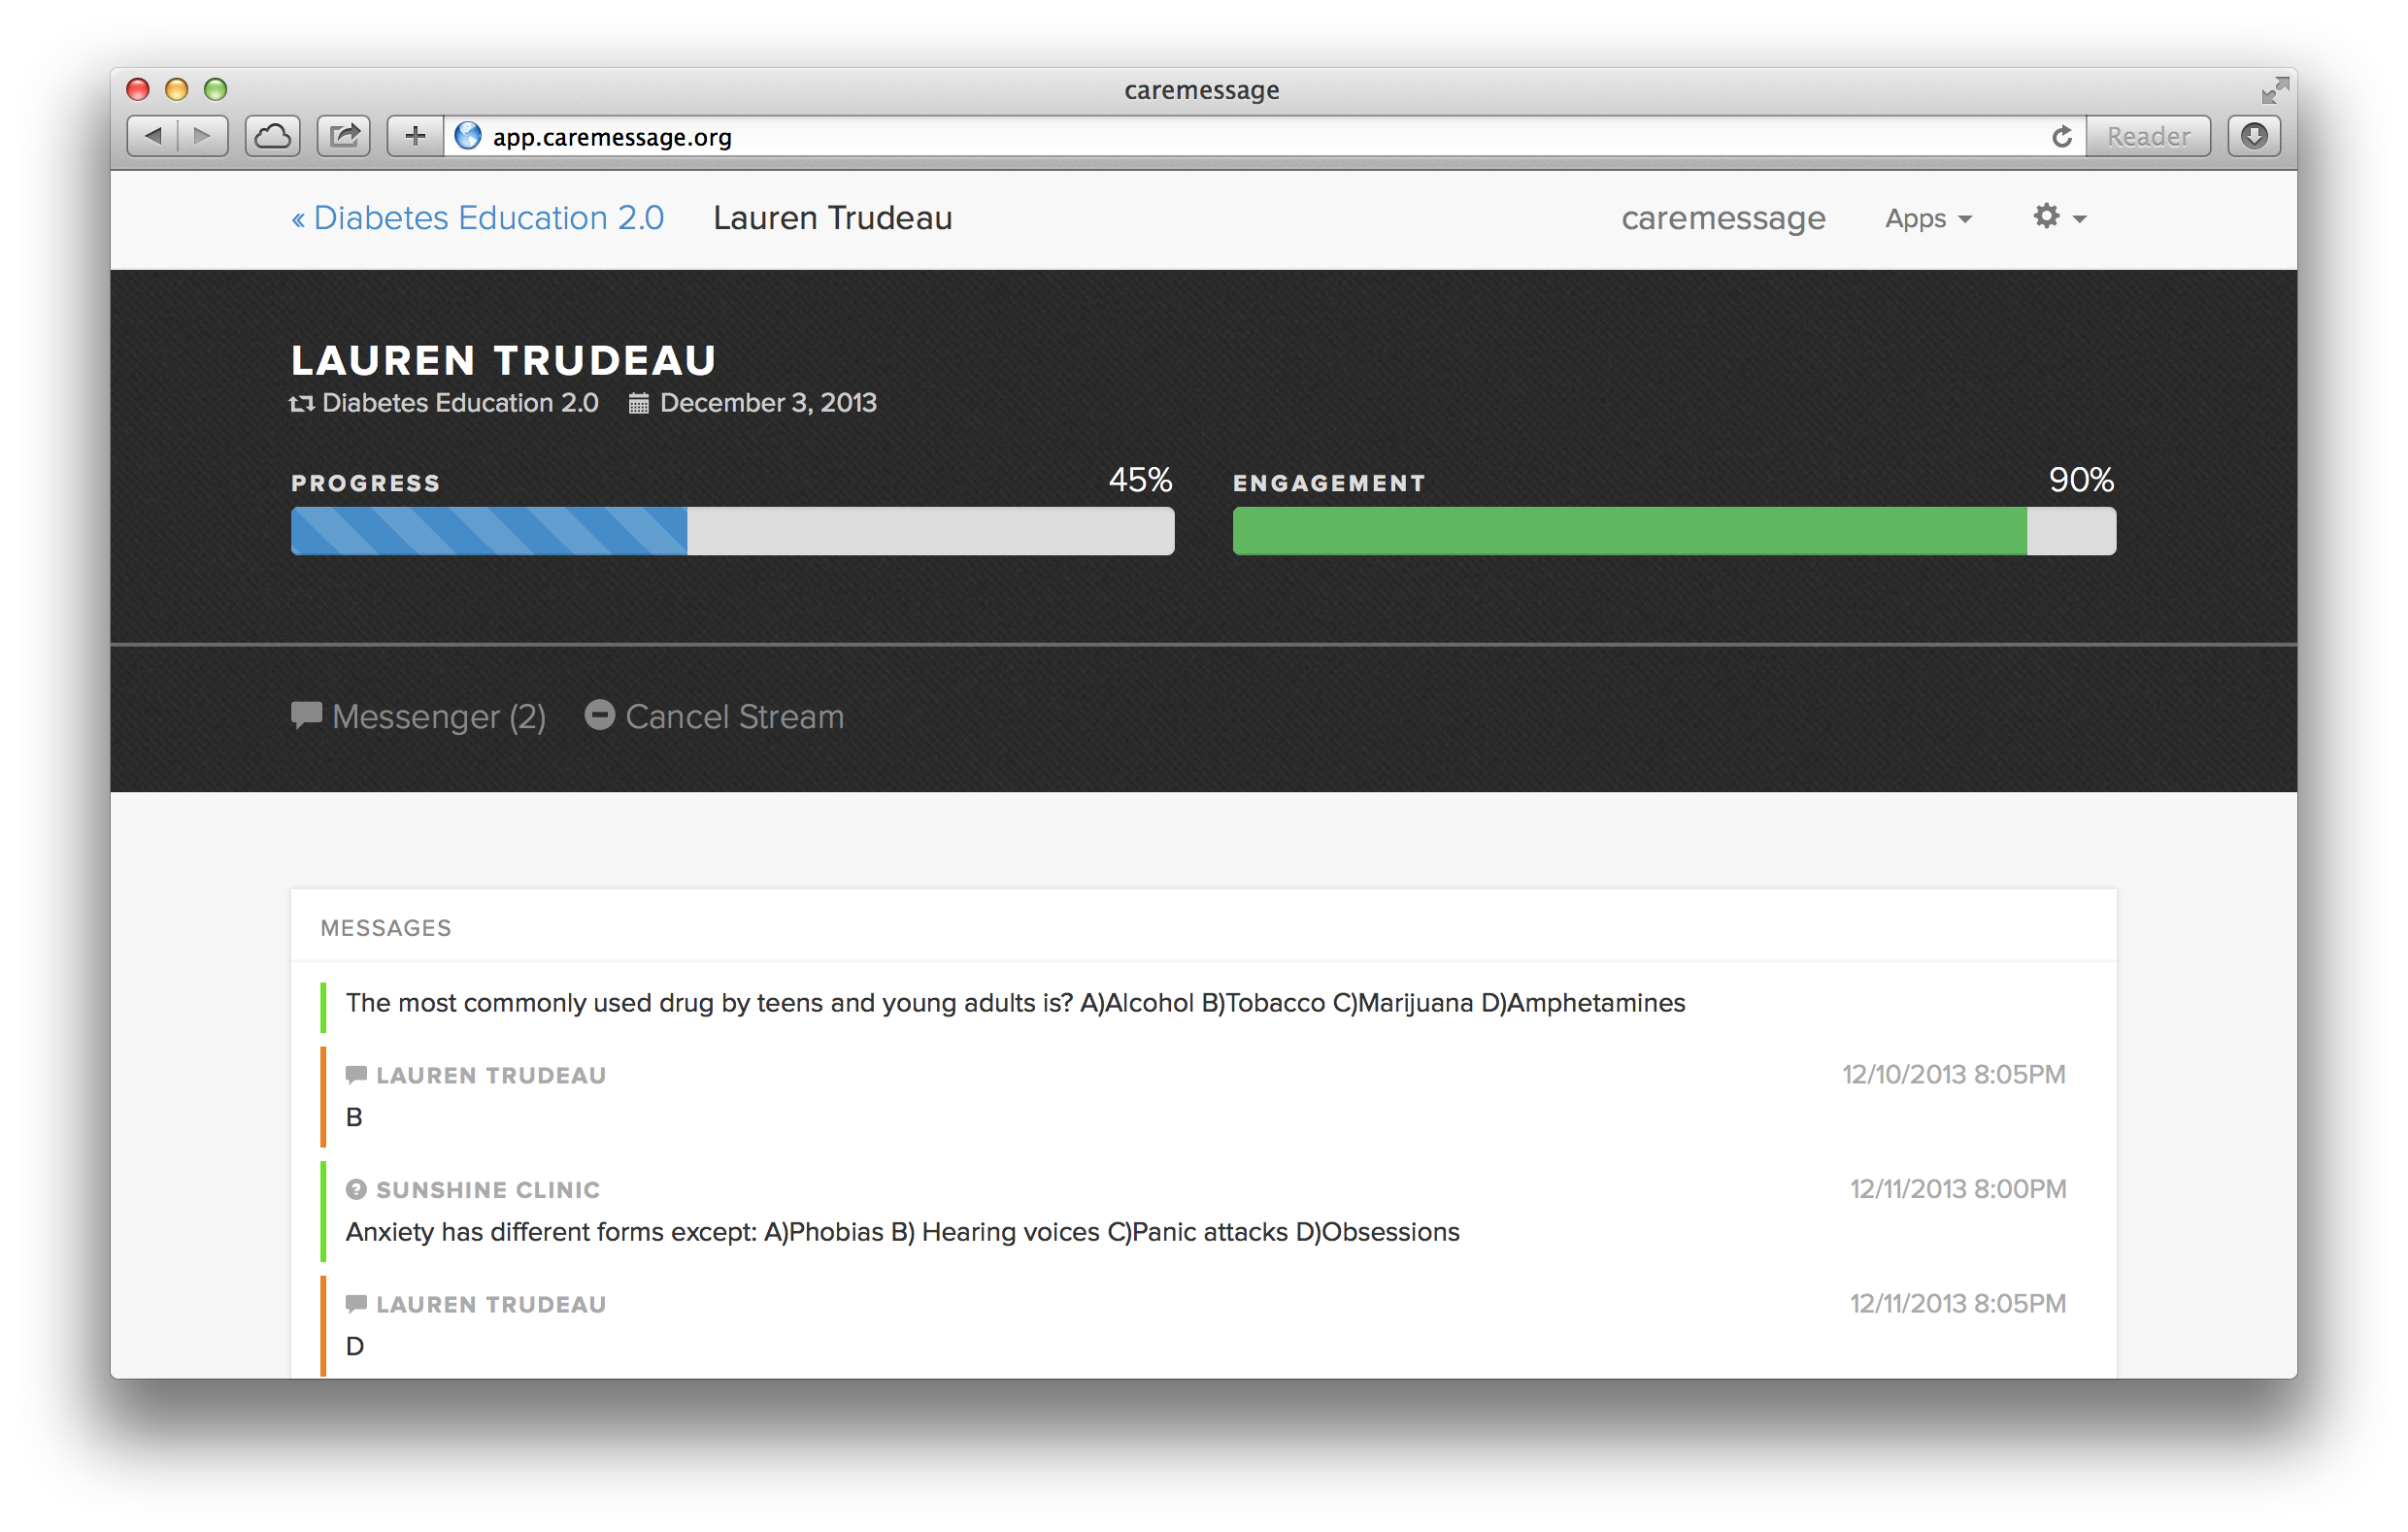 caremessage
app.caremessage.org
Reader
« Diabetes Education 2.0 Lauren Trudeau caremessage Apps
LAUREN TRUDEAU
Diabetes Education 2.0 December 3, 2013
PROGRESS 45% ENGAGEMENT 90%
Messenger (2) Cancel Stream
MESSAGES
The most commonly used drug by teens and young adults is? A)Alcohol B)Tobacco C)Marijuana D)Amphetamines
LAUREN TRUDEAU 12/10/2013 8:05PM
B
SUNSHINE CLINIC 12/11/2013 8:00PM
Anxiety has different forms except: A)Phobias B) Hearing voices C)Panic attacks D)Obsessions
LAUREN TRUDEAU 12/11/2013 8:05PM
D